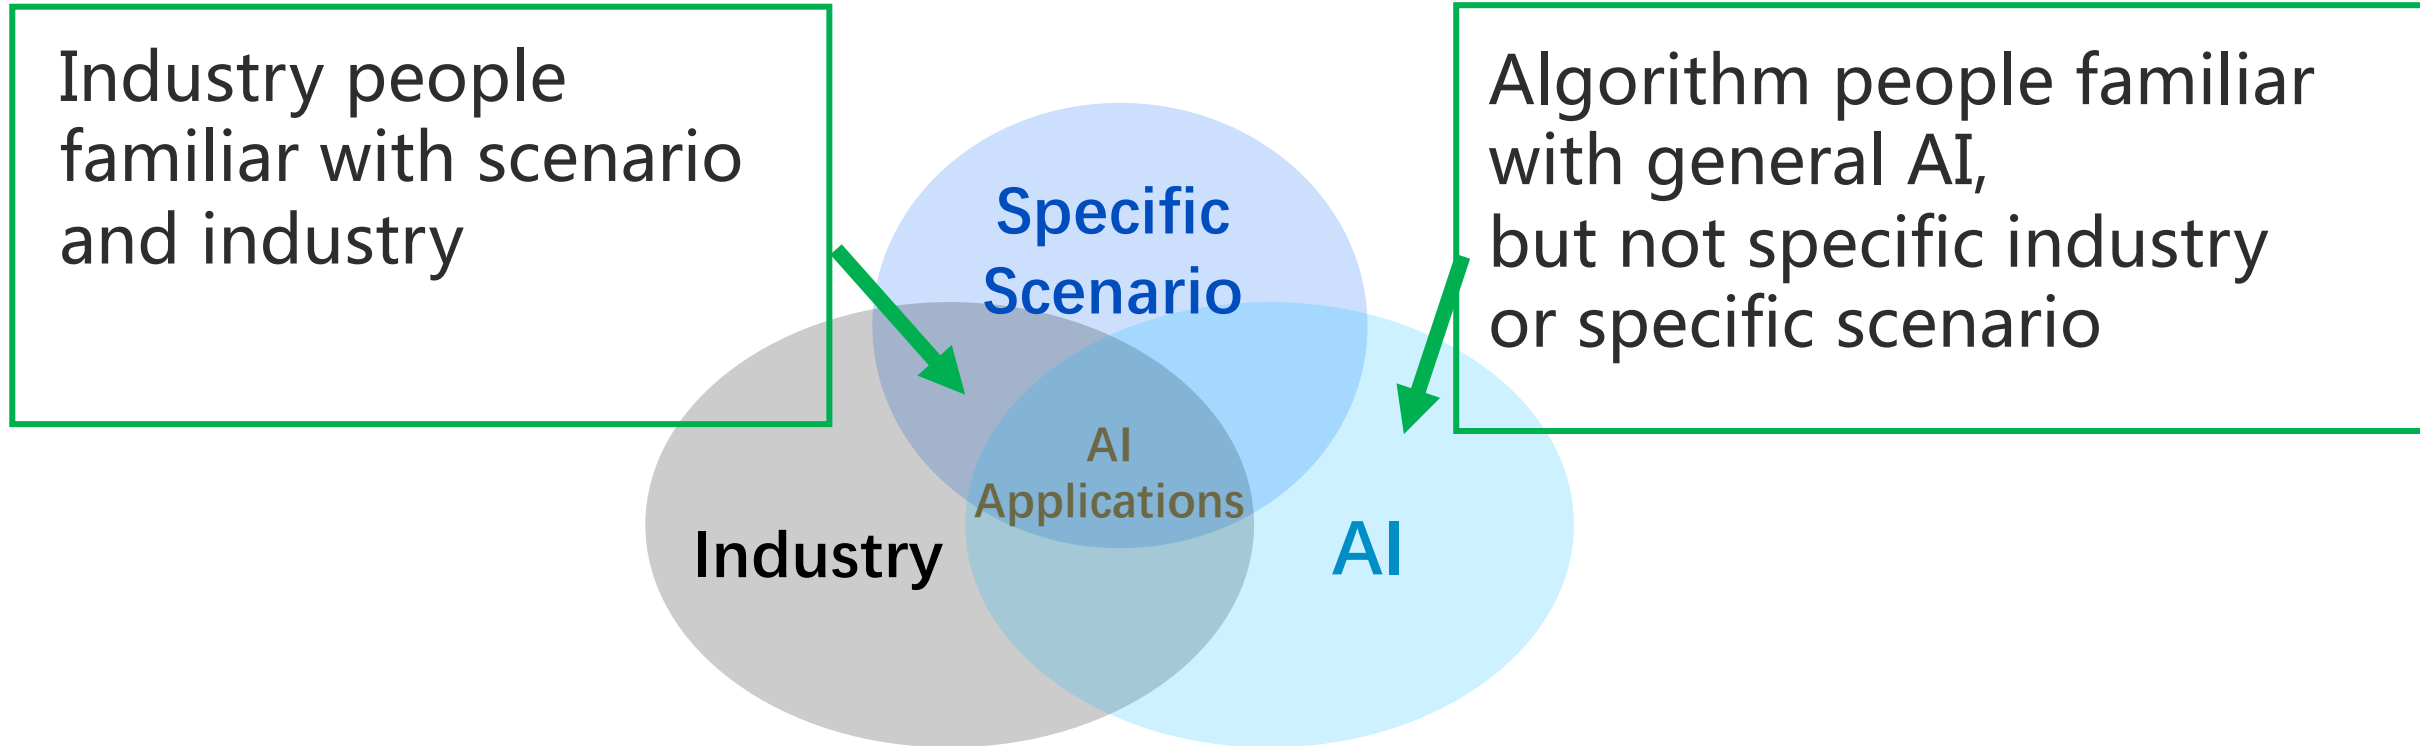 Industry people
familiar with scenario
and industry
Algorithm people familiar
with general AI,
but not specific industry
or specific scenario
Specific
Scenario
AI
Applications
Industry
AI